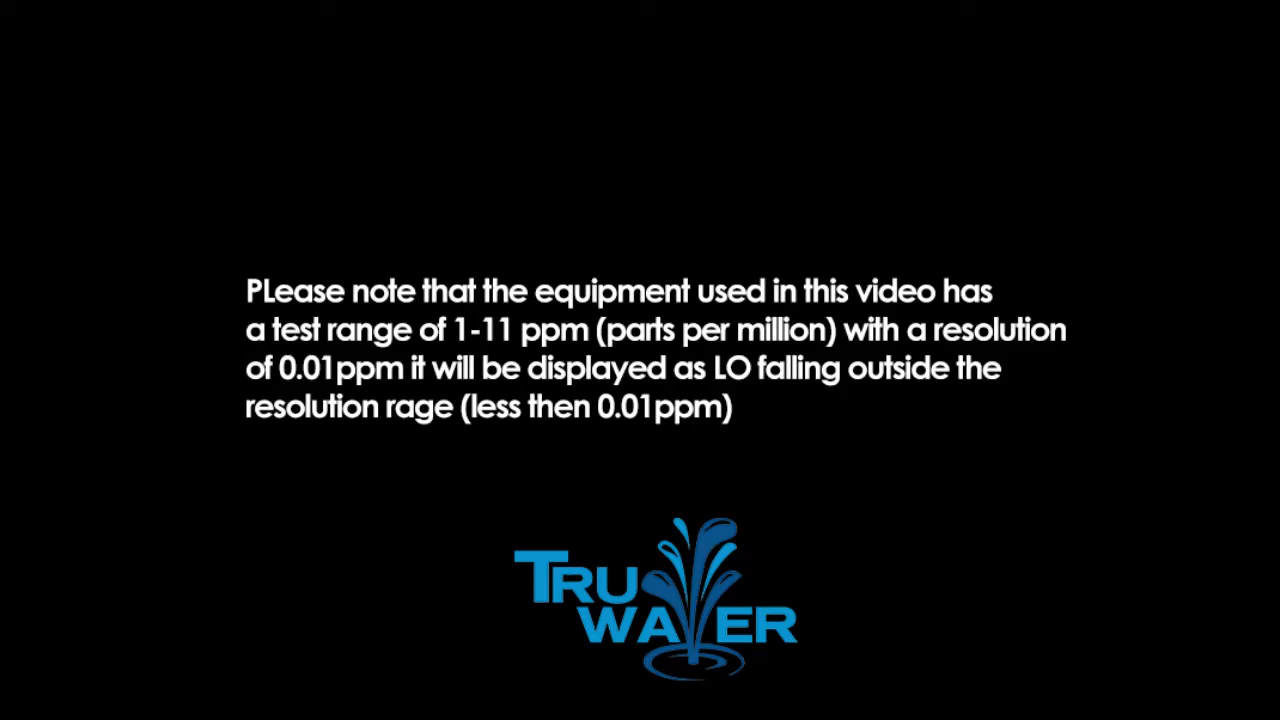 PLease note that the equipment used in this video has
a test range of 1-11 ppm (parts per million) with a resolution
of 0.01ppm it will be displayed as LO falling outside the
resolution rage (less then 0.01ppm)
TRU
WATER